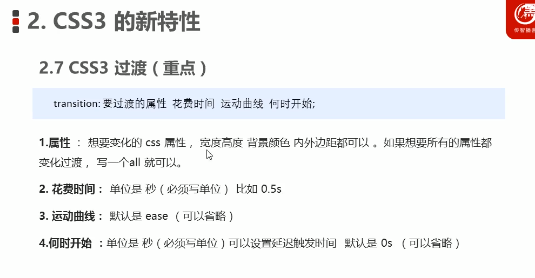 2. CSS3 的新特性
2.7 CSS3 过渡（重点）
transition: 要过渡的属性 花费时间 运动曲线 何时开始;
1.属性 ： 想要变化的 css 属性， 宽度高度 背景颜色 内外边距都可以 。如果想要所有的属性都
变化过渡， 写一个all 就可以。
2. 花费时间： 单位是 秒（必须写单位） 比如 0.5s
3. 运动曲线： 默认是 ease （可以省略）
4.何时开始 ：单位是 秒（必须写单位）可以设置延迟触发时间 默认是 0s （可以省略）